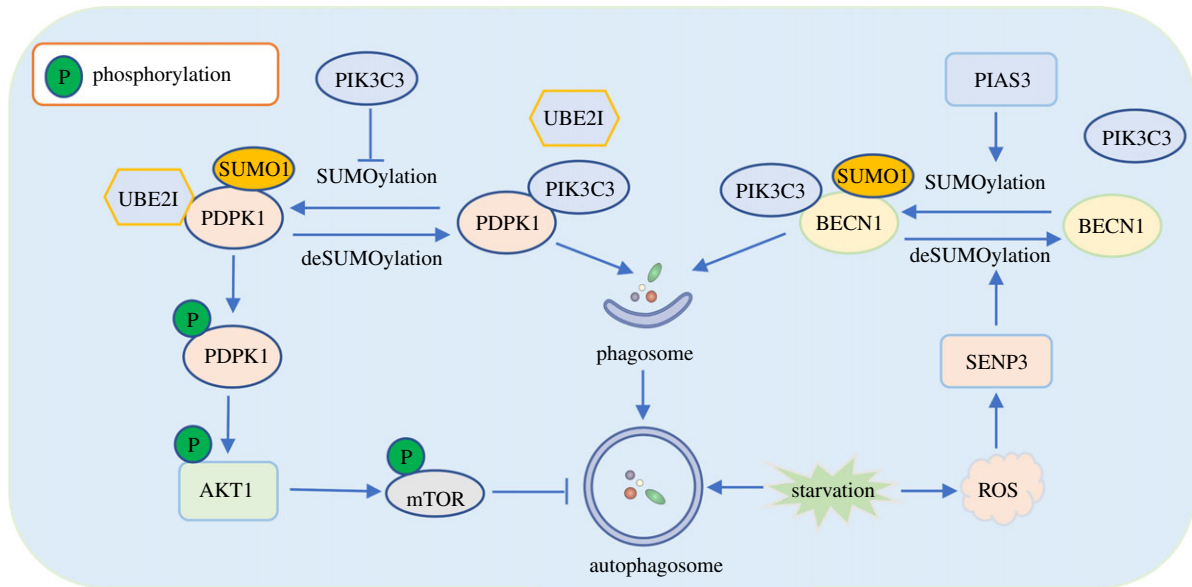 P phosphorylation
PIK3C3
UBE2I
PIAS3
PIK3C3
SUMO1
SUMOylation
UBE2I
PDPK1
PDPK1
PIK3C3
deSUMOylation
PIK3C3
SUMO1
BECN1
SUMOylation
BECN1
deSUMOylation
phagosome
P
PDPK1
SENP3
P
AKT1
P
mTOR
starvation
ROS
autophagosome